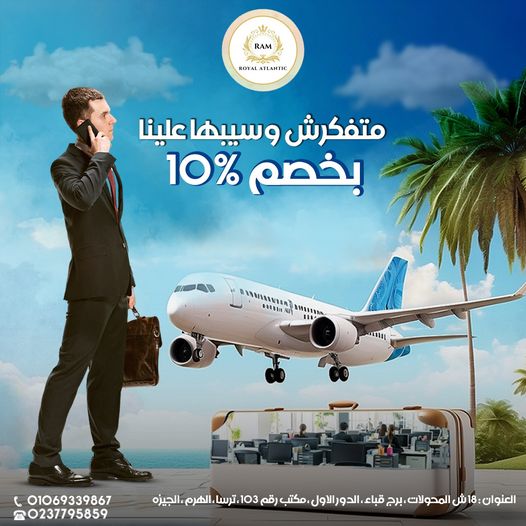 RAM
ROYAL ATLANTIC
متفكرش وسيبها علينا
بخصم 10%
01069339867
0237795859
العنوان : 18 ش المحولات ، برج قباء ، الدور الاول ، مكتب رقم 103 ، ترسا ، الهرم ، الجيزه